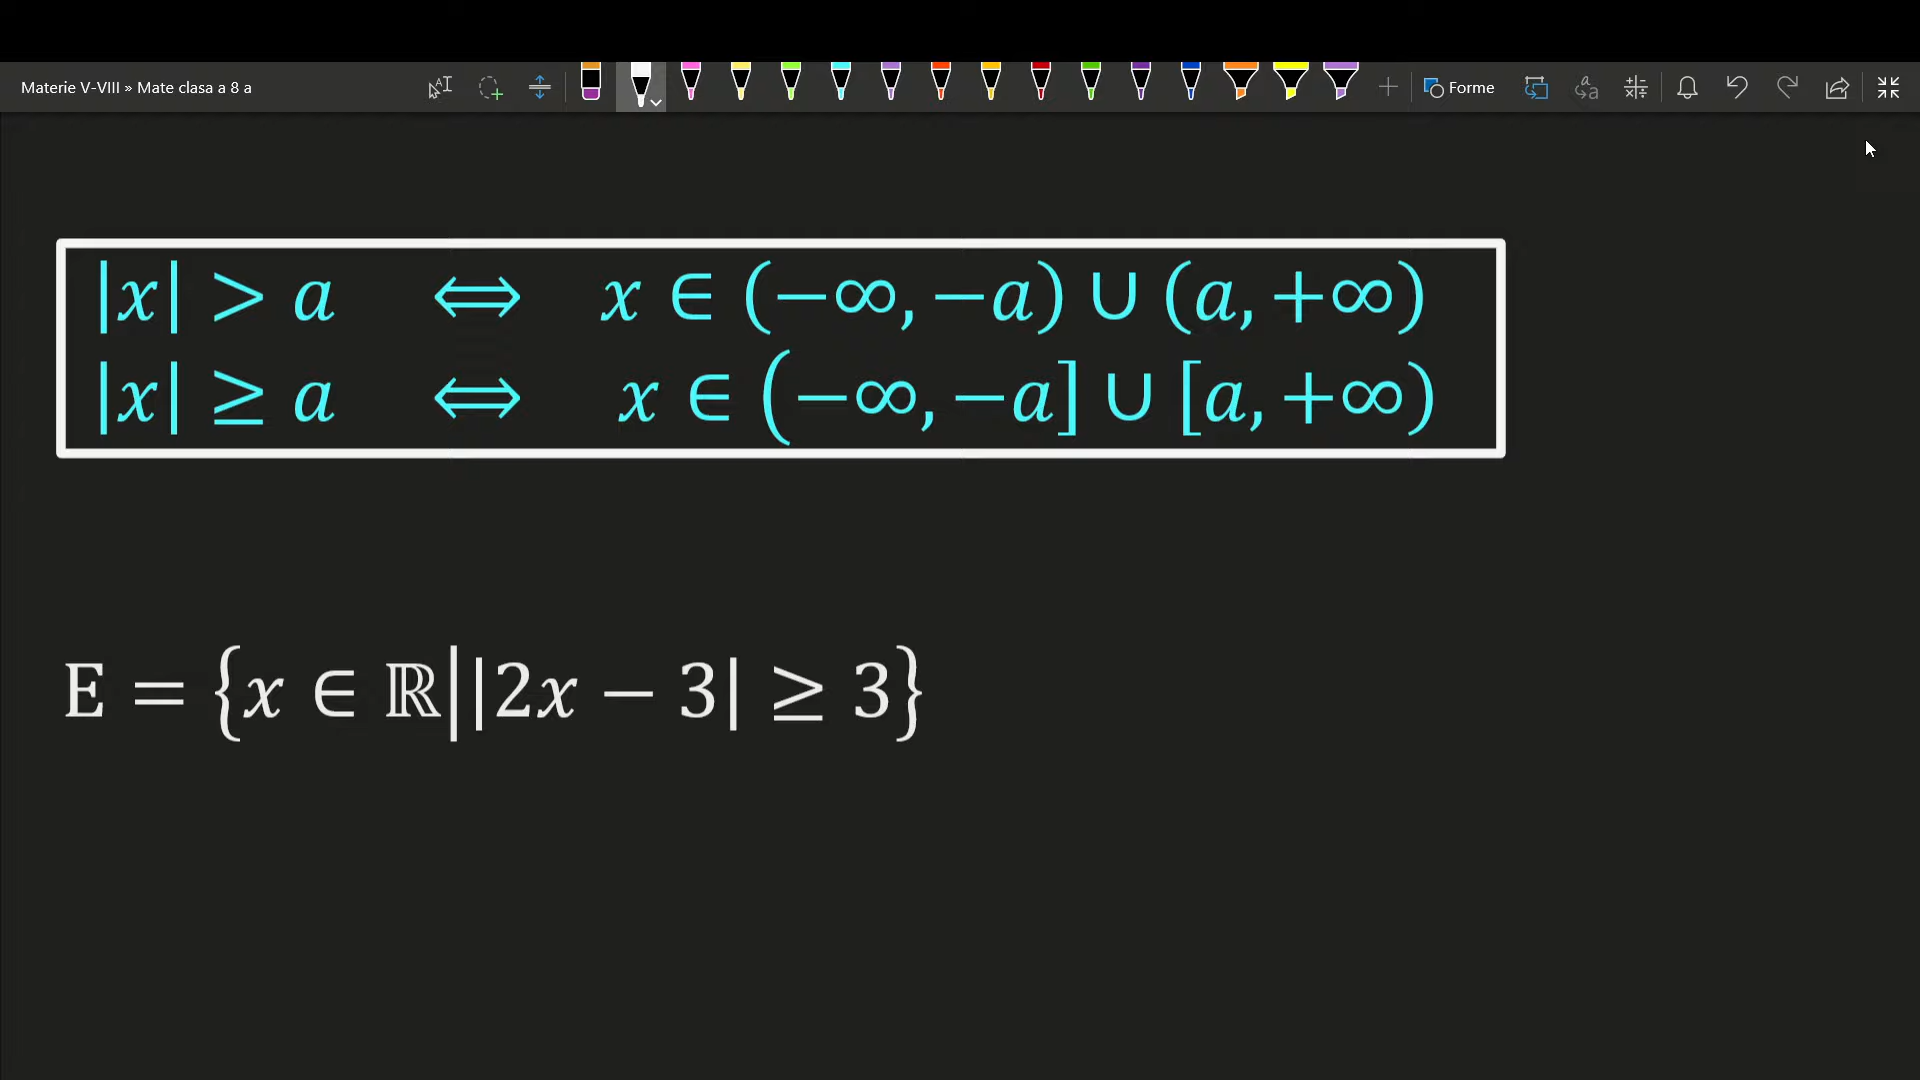 Materie V-VIII » Mate clasa a 8 a
Forme
|x| > a ⟺ x ∈ (−∞, −a) ∪ (a, +∞)
|x| ≥ a ⟺ x ∈ (−∞, −a] ∪ [a, +∞)
E = {x ∈ ℝ||2x − 3| ≥ 3}